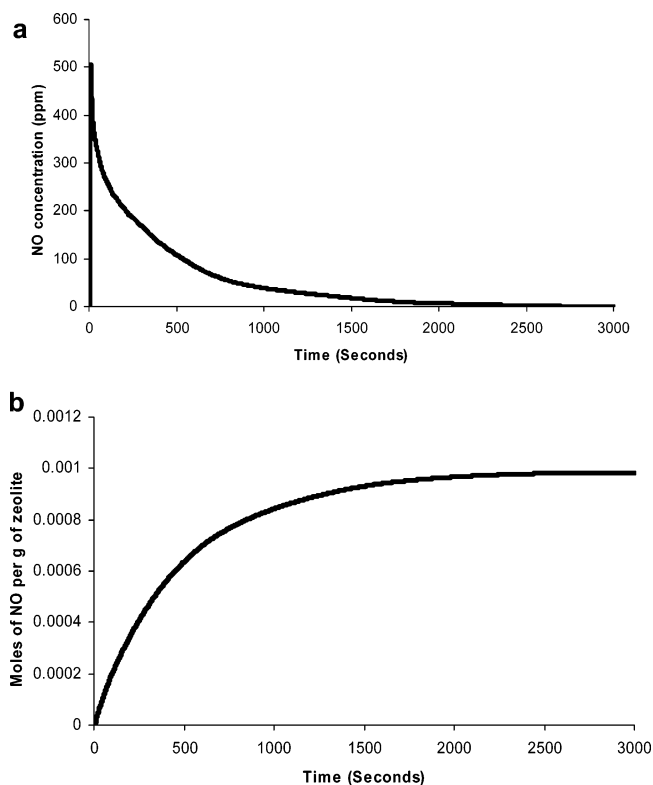 a
NO concentration (ppm)
600
500
400
300
200
100
0
0 500 1000 1500 2000 2500 3000
Time (Seconds)
b
Moles of NO per g of zeolite
0.0012
0.001
0.0008
0.0006
0.0004
0.0002
0
0 500 1000 1500 2000 2500 3000
Time (Seconds)